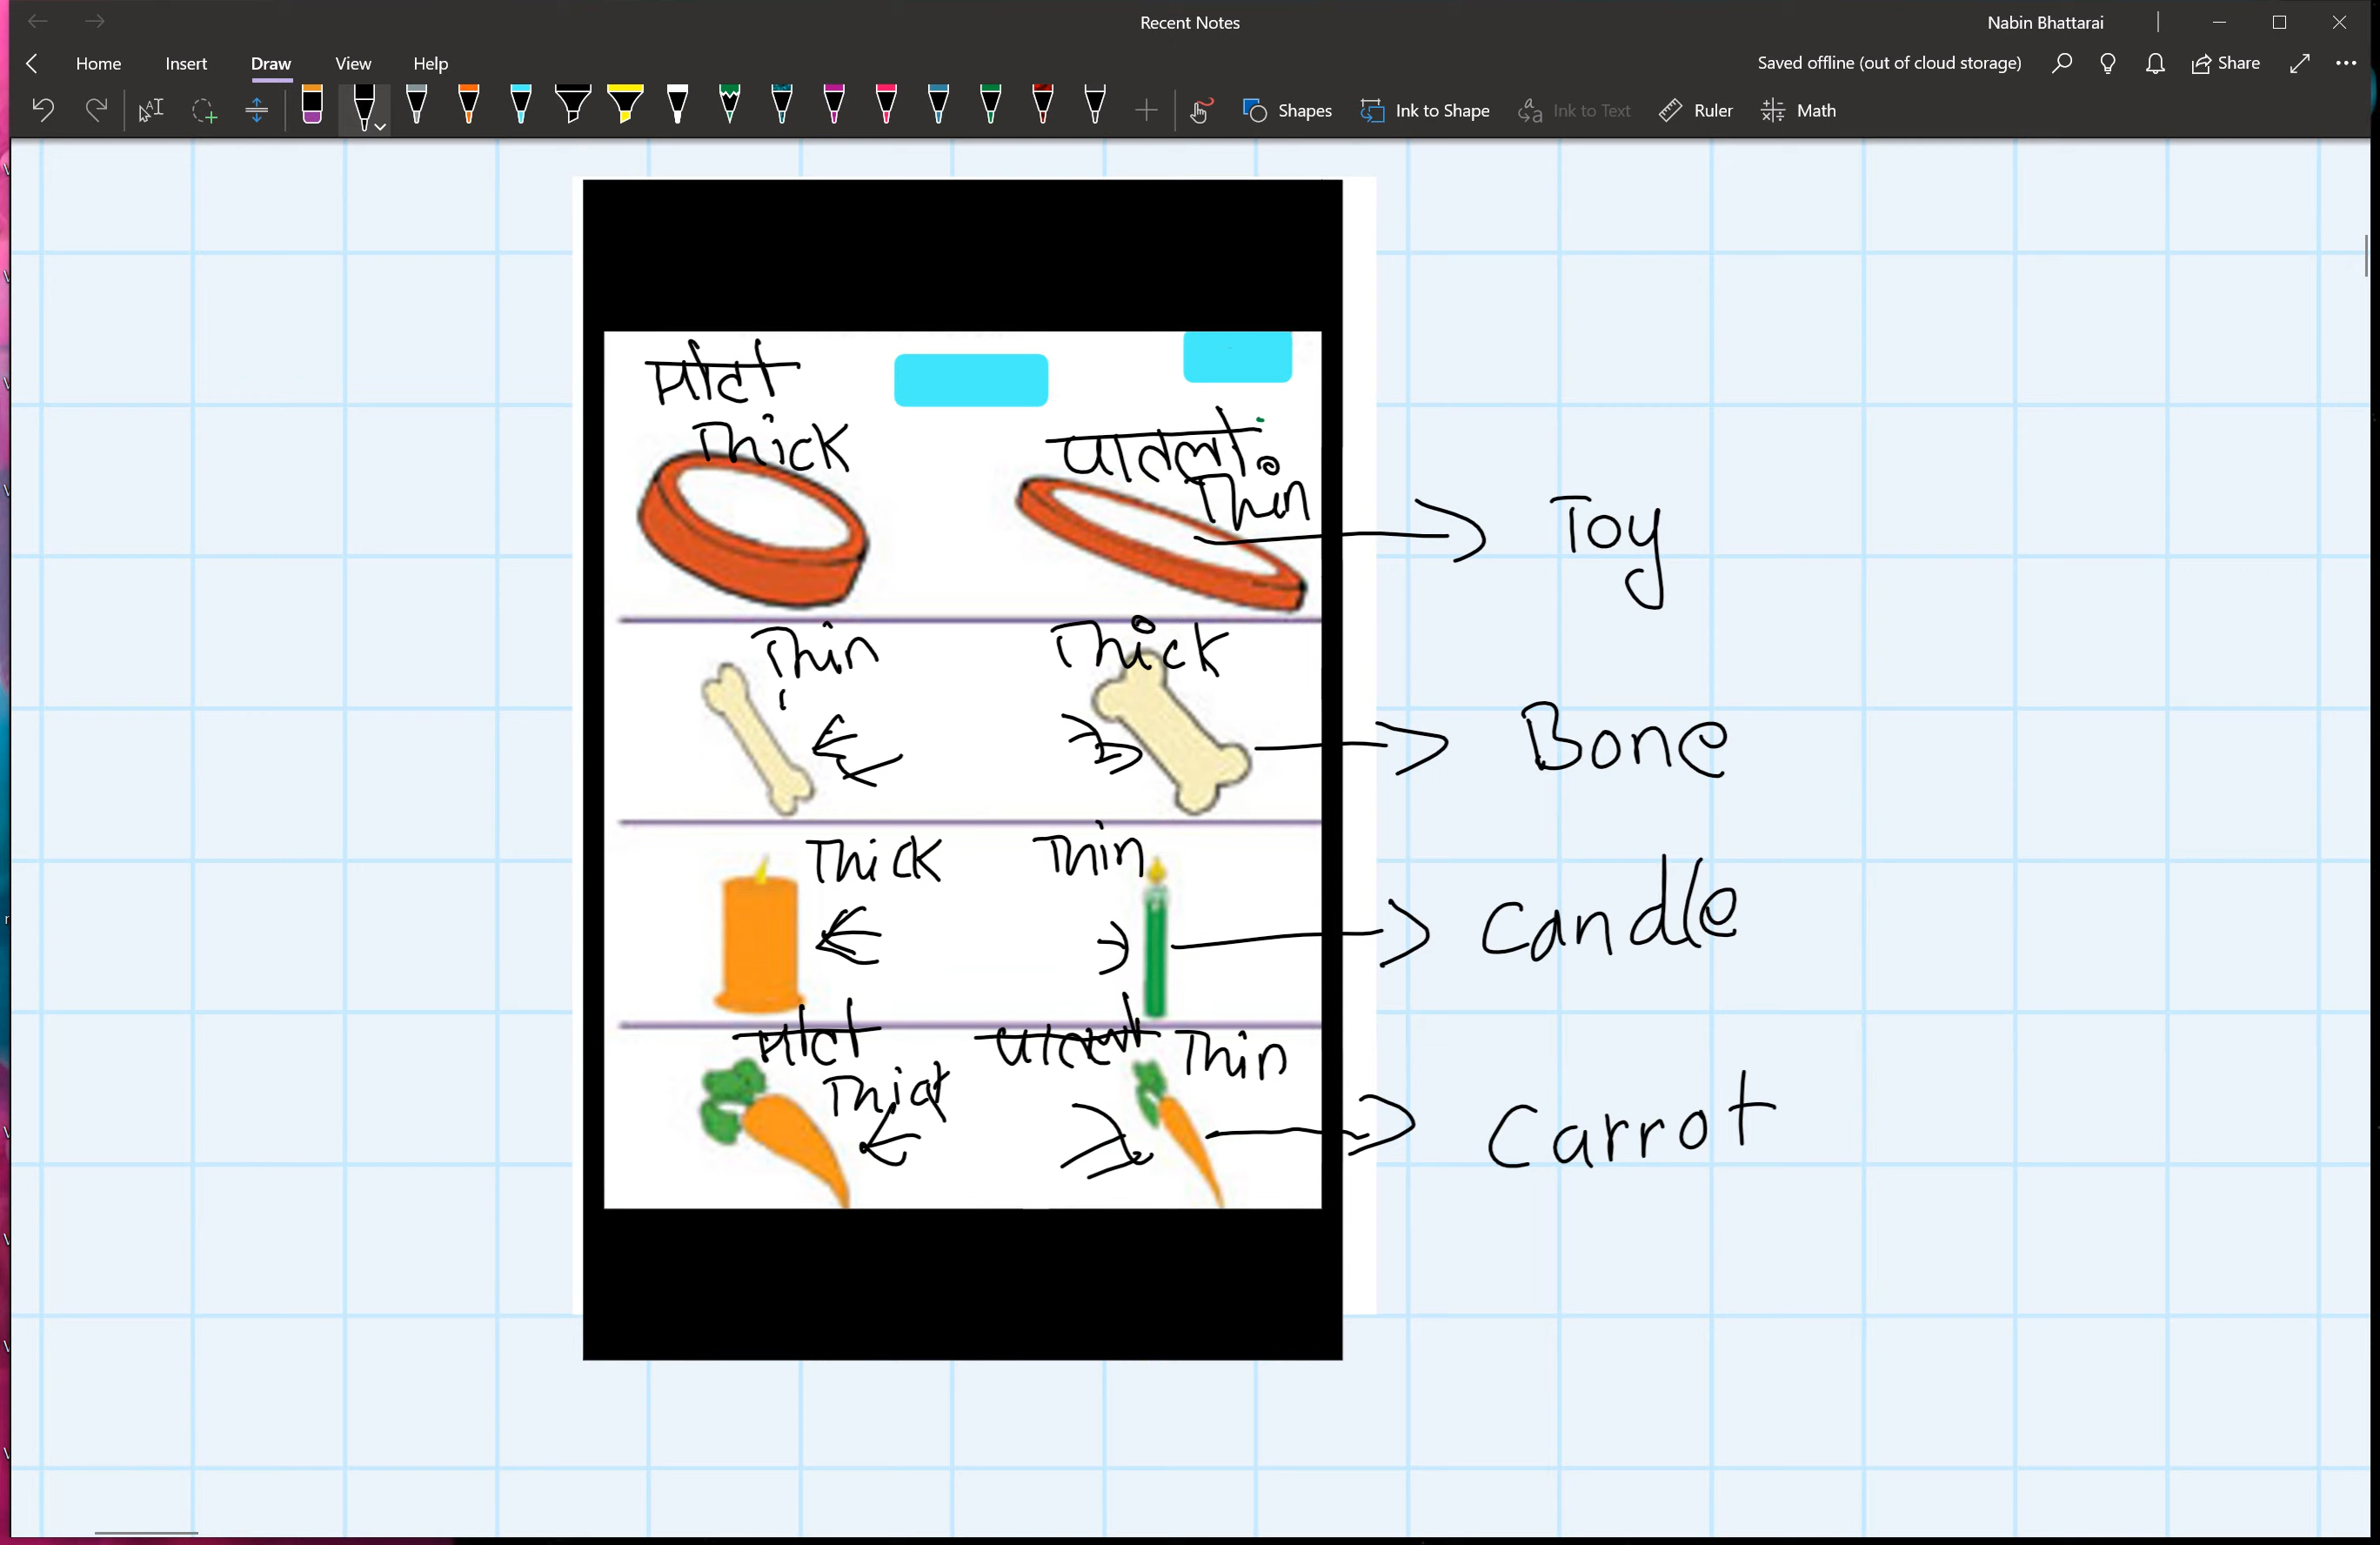 Recent Notes
Nabin Bhattarai
Home Insert Draw View Help
Saved offline (out of cloud storage)
Share
Shapes
Ink to Shape
Ink to Text
Ruler
Math
मोटो
Thick
पातलो
Thin
Toy
Thin
Thick
Bone
Thick
Thin
Candle
मोटो
Thick
Thin
Carrot